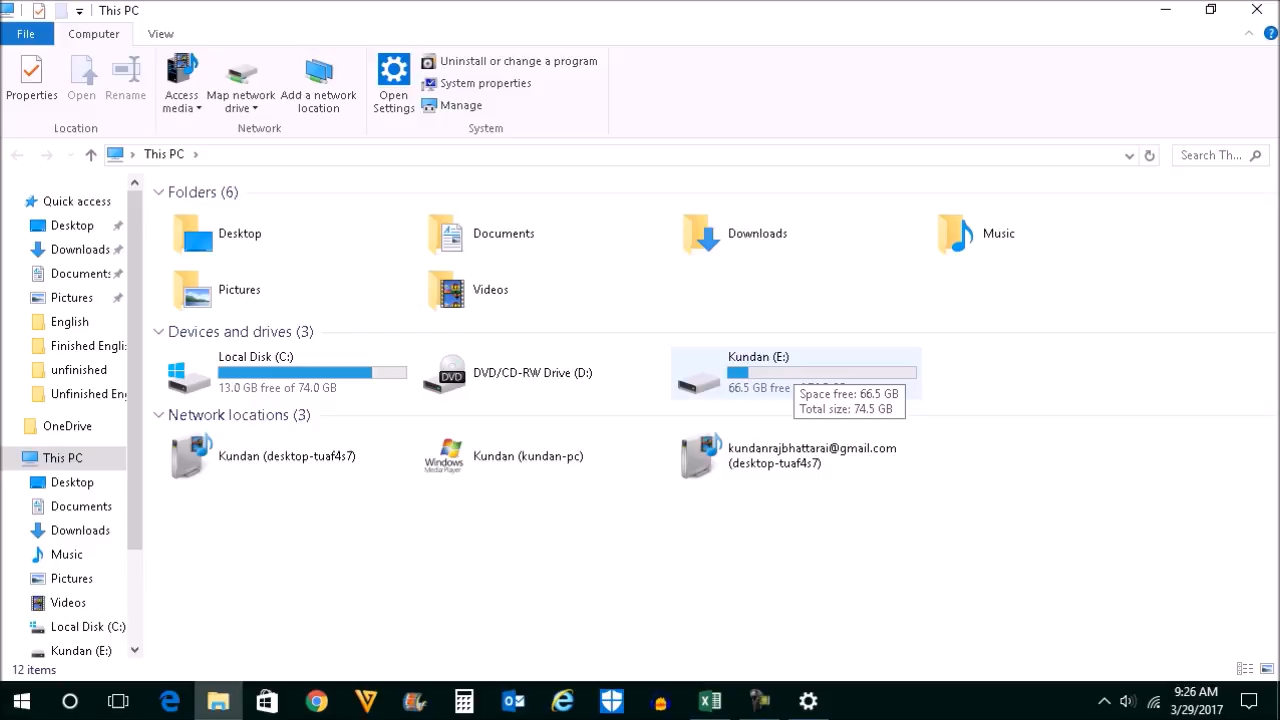 This PC
File
Computer
View
Properties
Open
Rename
Access media
Map network drive
Add a network location
Open Settings
Uninstall or change a program
System properties
Manage
Location
Network
System
This PC
Search Th...
Quick access
Desktop
Downloads
Document:
Pictures
English
Finished Engli
unfinished
Unfinished En
OneDrive
This PC
Desktop
Documents
Downloads
Music
Pictures
Videos
Local Disk (C:)
Kundan (E:)
Folders (6)
Desktop
Documents
Downloads
Music
Pictures
Videos
Devices and drives (3)
Local Disk (C:)
13.0 GB free of 74.0 GB
DVD
DVD/CD-RW Drive (D:)
Kundan (E:)
66.5 GB free
Space free: 66.5 GB
Total size: 74.5 GB
Network locations (3)
Kundan (desktop-tuaf4s7)
Windows
Media Player
Kundan (kundan-pc)
kundanrajbhattarai@gmail.com
(desktop-tuaf4s7)
12 items
9:26 AM
3/29/2017